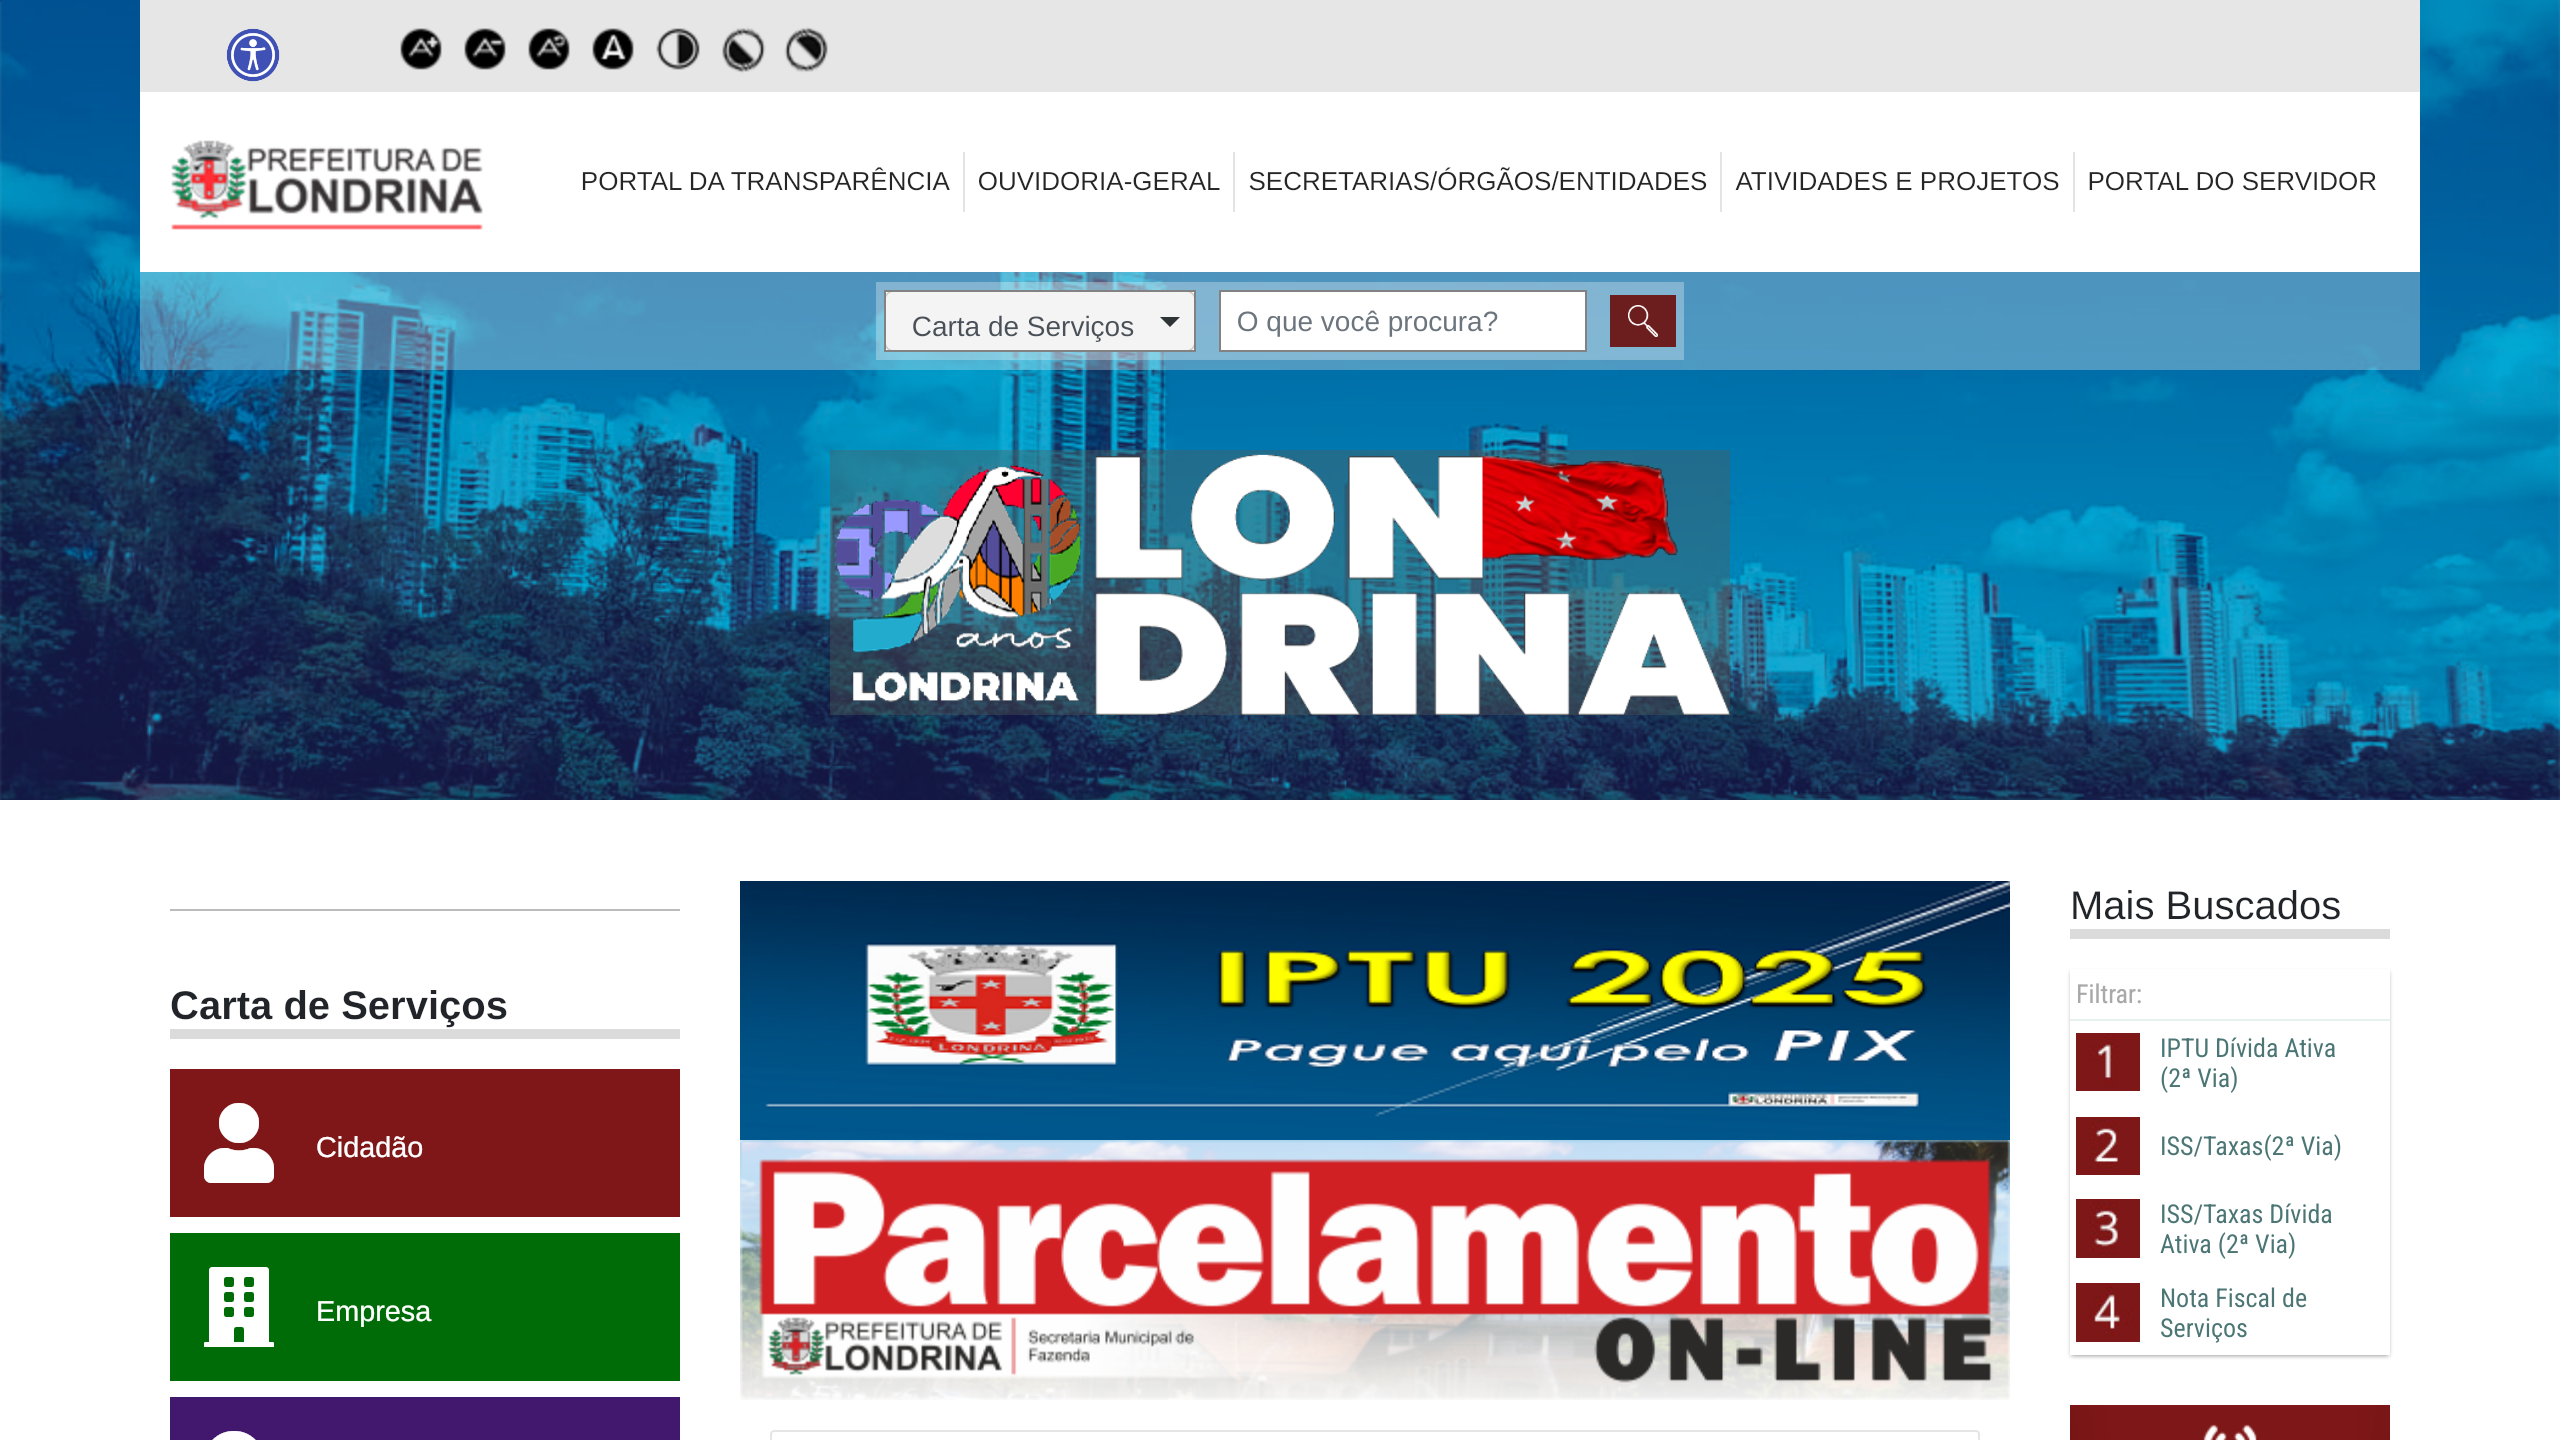 PREFEITURA DE
LONDRINA
PORTAL DA TRANSPARÊNCIA
OUVIDORIA-GERAL
SECRETARIAS/ÓRGÃOS/ENTIDADES
ATIVIDADES E PROJETOS
PORTAL DO SERVIDOR
Carta de Serviços
O que você procura?
anos
LONDRINA
LON
DRINA
Carta de Serviços
Cidadão
Empresa
LONDRINA
IPTU 2025
Pague aqui pelo PIX
LONDRINA
Parcelamento
ON-LINE
PREFEITURA DE
LONDRINA
Secretaria Municipal de
Fazenda
Mais Buscados
Filtrar:
1
IPTU Dívida Ativa
(2ª Via)
2
ISS/Taxas(2ª Via)
3
ISS/Taxas Dívida
Ativa (2ª Via)
4
Nota Fiscal de
Serviços